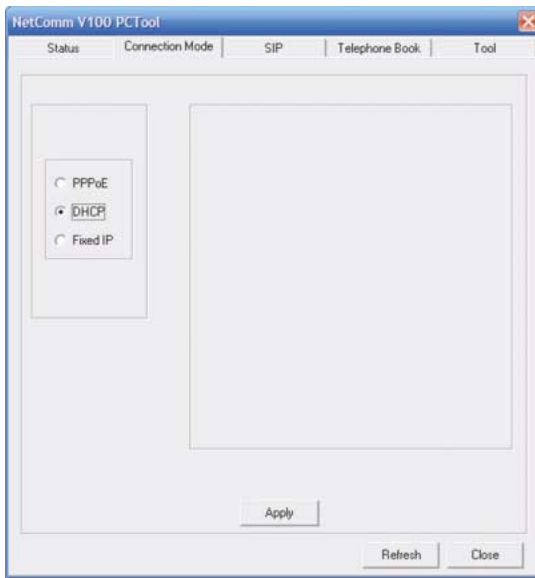 NetComm V100 PCTool
Status Connection Mode SIP Telephone Book Tool
PPPoE
DHCP
Fixed IP
Apply
Refresh Close